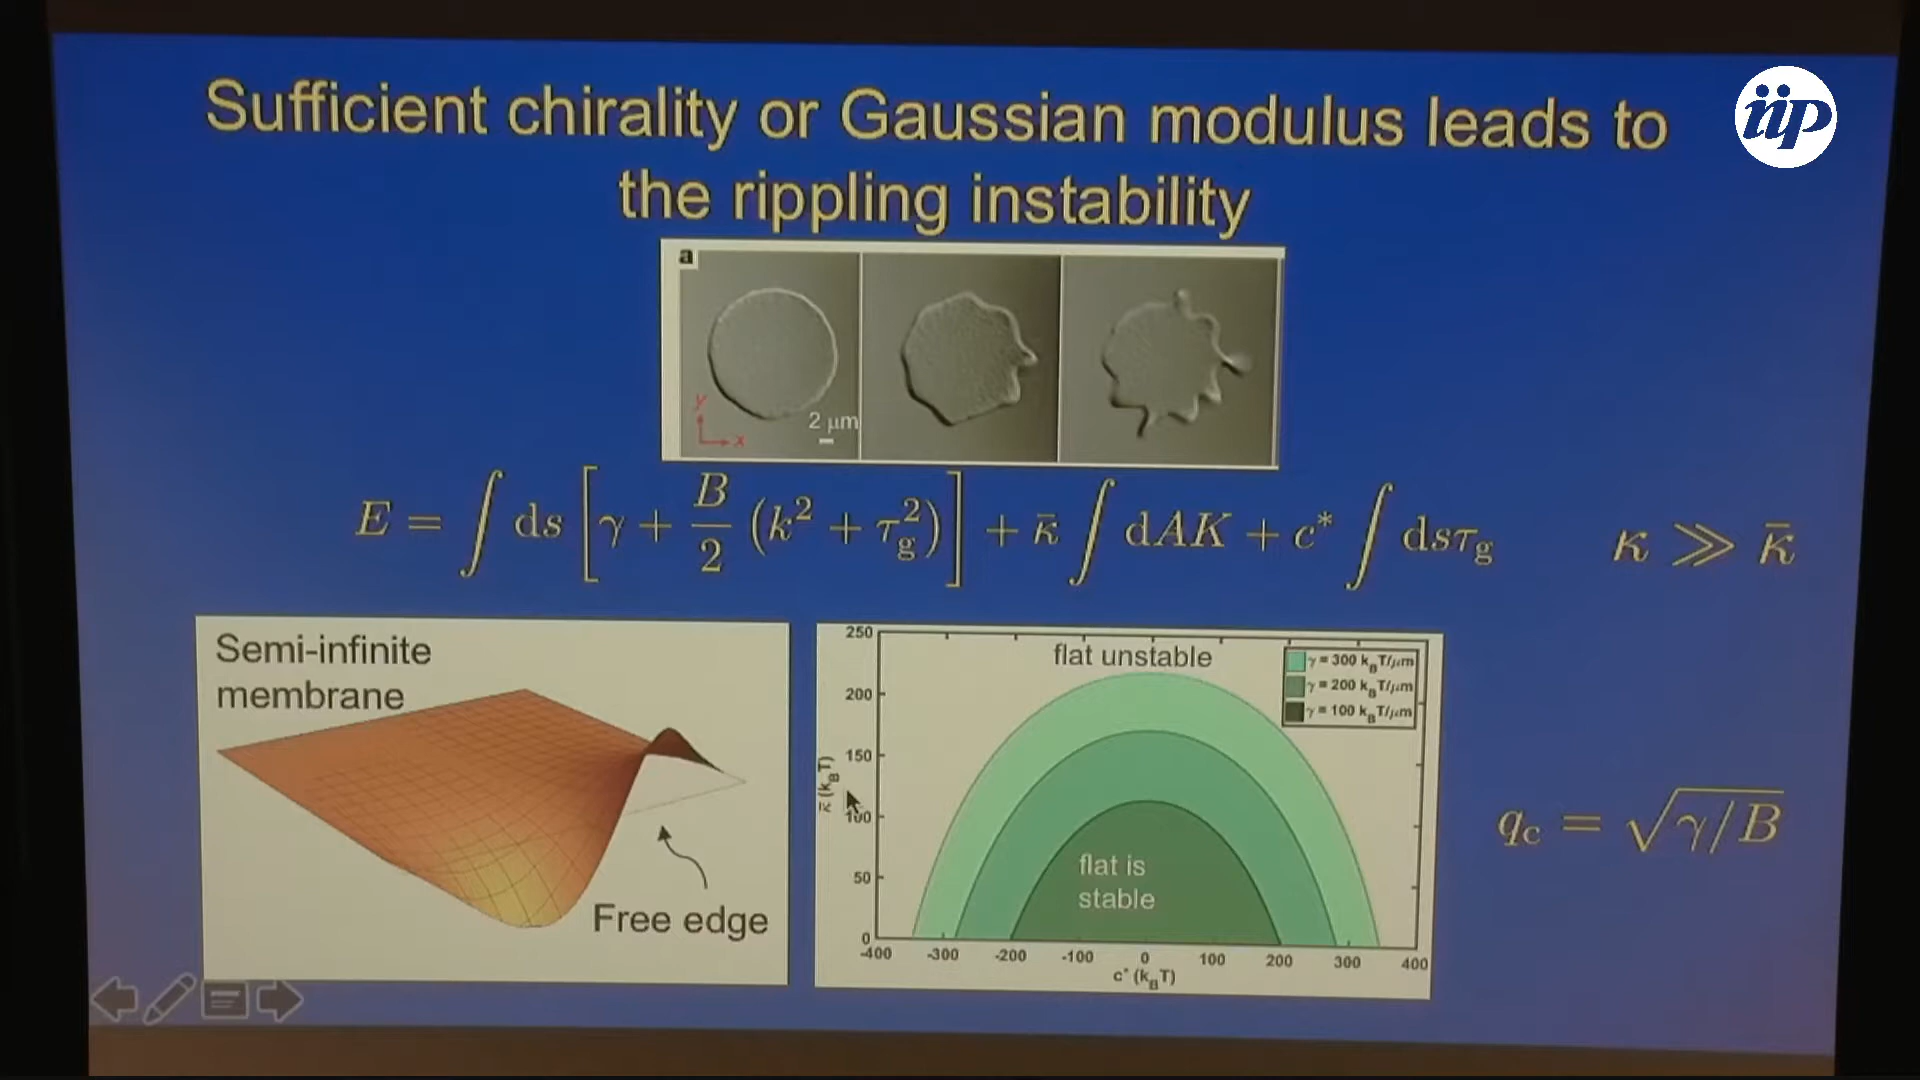 Sufficient chirality or Gaussian modulus leads to
the rippling instability
iip
a
y
x
2 μm
E = ∫ ds [γ + B/2 (k² + τ_g²)] + κ̄ ∫ dAK + c* ∫ dsτ_g
κ ≫ κ̄
Semi-infinite
membrane
Free edge
250
200
150
100
50
0
κ̄ (k_BT)
flat unstable
γ = 300 k_BT/μm
γ = 200 k_BT/μm
γ = 100 k_BT/μm
flat is
stable
-400 -300 -200 -100 0 100 200 300 400
c* (k_BT)
q_c = √γ/B